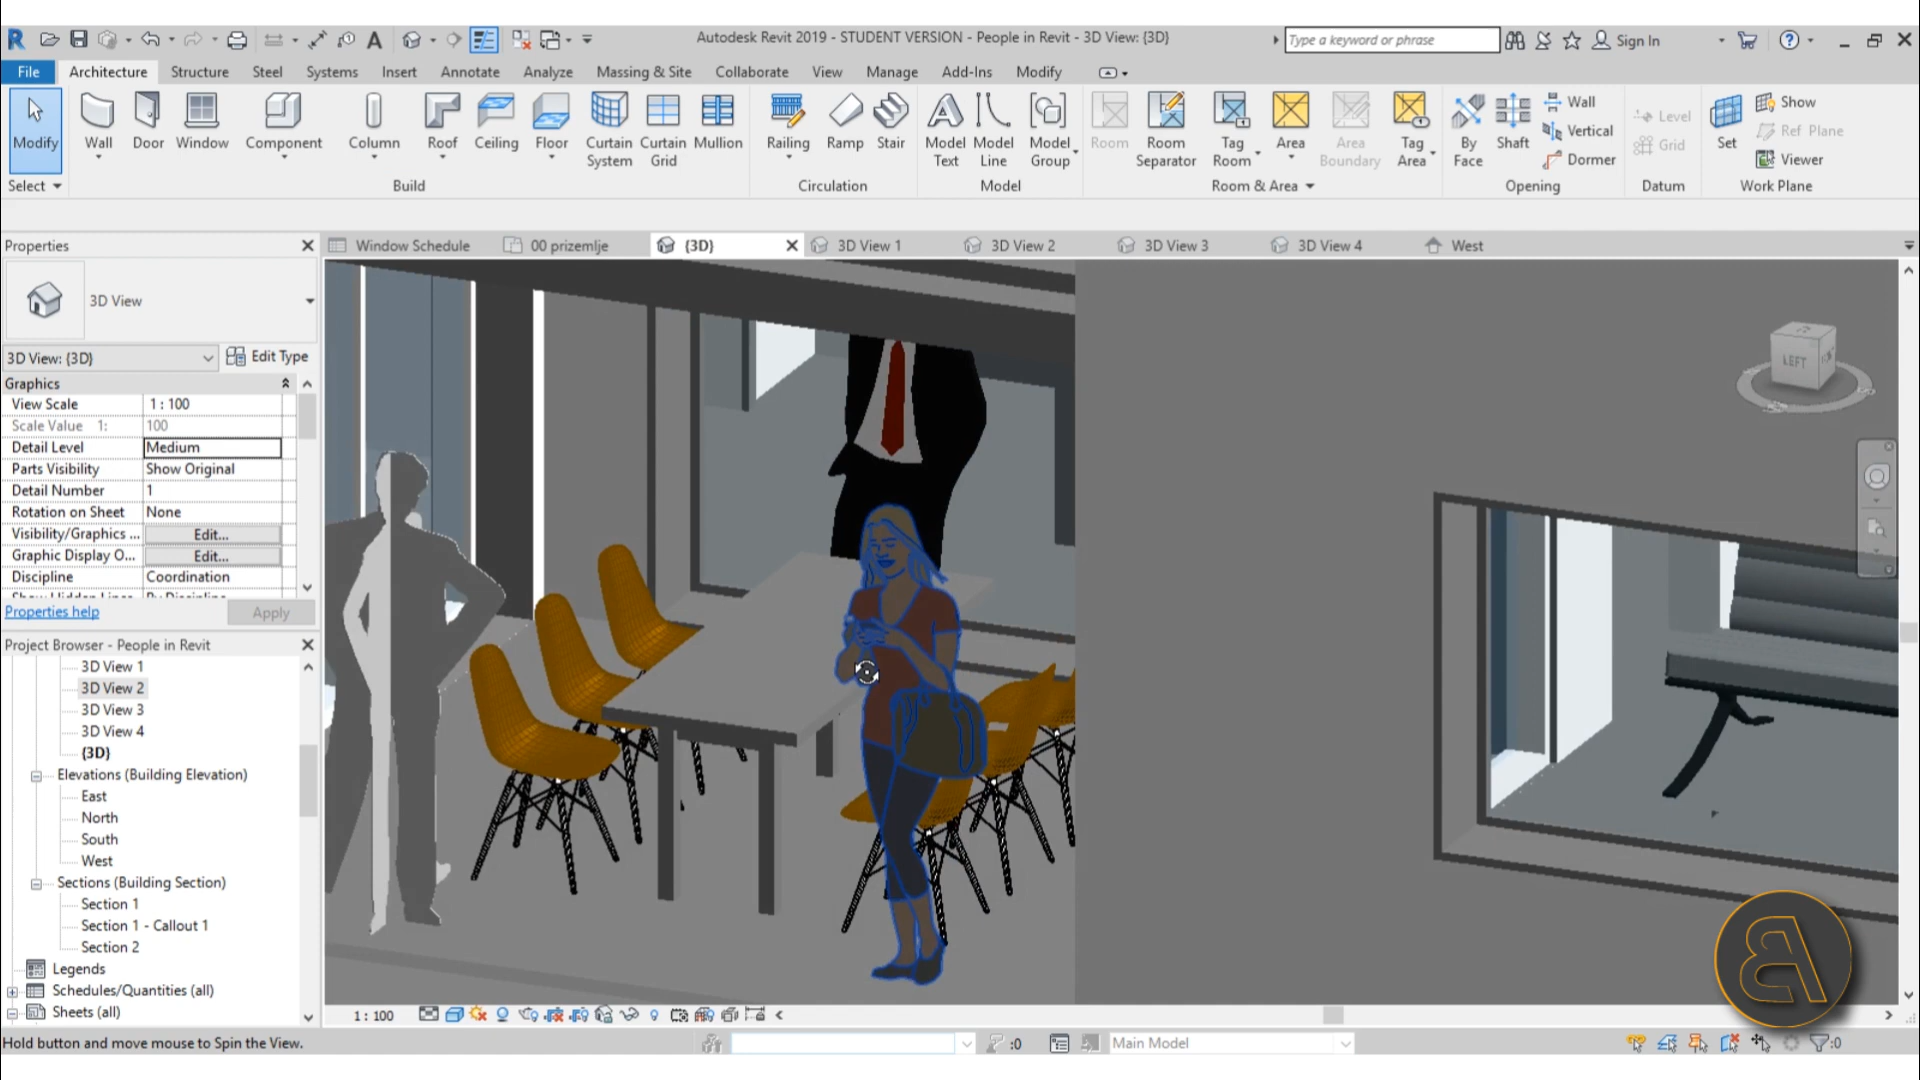 Autodesk Revit 2019 - STUDENT VERSION - People in Revit - 3D View: {3D}
Type a keyword or phrase
Sign In
File Architecture Structure Steel Systems Insert Annotate Analyze Massing & Site Collaborate View Manage Add-Ins Modify
Modify
Wall
Door
Window
Component
Column
Roof
Ceiling
Floor
Curtain System
Curtain Grid
Mullion
Railing
Ramp
Stair
Model Text
Model Line
Model Group
Room
Room Separator
Tag Room
Area
Area Boundary
Tag Area
By Face
Shaft
Wall
Vertical
Dormer
Level
Grid
Set
Show
Ref Plane
Viewer
Select
Build
Circulation
Model
Room & Area
Opening
Datum
Work Plane
Properties
Window Schedule
00 prizemlje
{3D}
3D View 1
3D View 2
3D View 3
3D View 4
West
3D View
3D View: {3D}
Edit Type
Graphics
View Scale 1 : 100
Scale Value 1: 100
Detail Level Medium
Parts Visibility Show Original
Detail Number 1
Rotation on Sheet None
Visibility/Graphics ... Edit...
Graphic Display O... Edit...
Discipline Coordination
Properties help
Apply
Project Browser - People in Revit
3D View 1
3D View 2
3D View 3
3D View 4
{3D}
Elevations (Building Elevation)
East
North
South
West
Sections (Building Section)
Section 1
Section 1 - Callout 1
Section 2
Legends
Schedules/Quantities (all)
Sheets (all)
LEFT
1 : 100
Hold button and move mouse to Spin the View.
:0
Main Model
:0